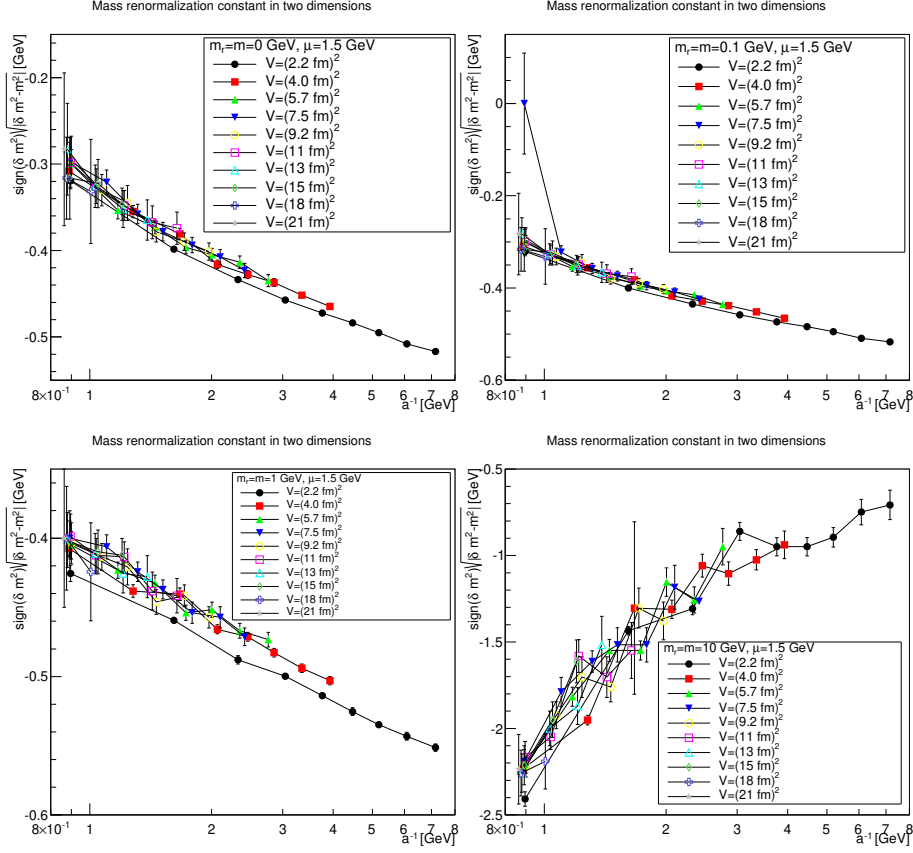 Mass renormalization constant in two dimensions
sign(δ m²)√|δ m²-m²| [GeV]
m_r=m=0 GeV, μ=1.5 GeV
V=(2.2 fm)²
V=(4.0 fm)²
V=(5.7 fm)²
V=(7.5 fm)²
V=(9.2 fm)²
V=(11 fm)²
V=(13 fm)²
V=(15 fm)²
V=(18 fm)²
V=(21 fm)²
-0.2
-0.3
-0.4
-0.5
8×10⁻¹ 1 2 3 4 5 6 7 8
a⁻¹ [GeV]
Mass renormalization constant in two dimensions
sign(δ m²)√|δ m²-m²| [GeV]
m_r=m=0.1 GeV, μ=1.5 GeV
V=(2.2 fm)²
V=(4.0 fm)²
V=(5.7 fm)²
V=(7.5 fm)²
V=(9.2 fm)²
V=(11 fm)²
V=(13 fm)²
V=(15 fm)²
V=(18 fm)²
V=(21 fm)²
0
-0.2
-0.4
-0.6
8×10⁻¹ 1 2 3 4 5 6 7 8
a⁻¹ [GeV]
Mass renormalization constant in two dimensions
sign(δ m²)√|δ m²-m²| [GeV]
m_r=m=1 GeV, μ=1.5 GeV
V=(2.2 fm)²
V=(4.0 fm)²
V=(5.7 fm)²
V=(7.5 fm)²
V=(9.2 fm)²
V=(11 fm)²
V=(13 fm)²
V=(15 fm)²
V=(18 fm)²
V=(21 fm)²
-0.4
-0.5
-0.6
8×10⁻¹ 1 2 3 4 5 6 7 8
a⁻¹ [GeV]
Mass renormalization constant in two dimensions
sign(δ m²)√|δ m²-m²| [GeV]
-0.5
-1
-1.5
-2
-2.5
m_r=m=10 GeV, μ=1.5 GeV
V=(2.2 fm)²
V=(4.0 fm)²
V=(5.7 fm)²
V=(7.5 fm)²
V=(9.2 fm)²
V=(11 fm)²
V=(13 fm)²
V=(15 fm)²
V=(18 fm)²
V=(21 fm)²
8×10⁻¹ 1 2 3 4 5 6 7 8
a⁻¹ [GeV]